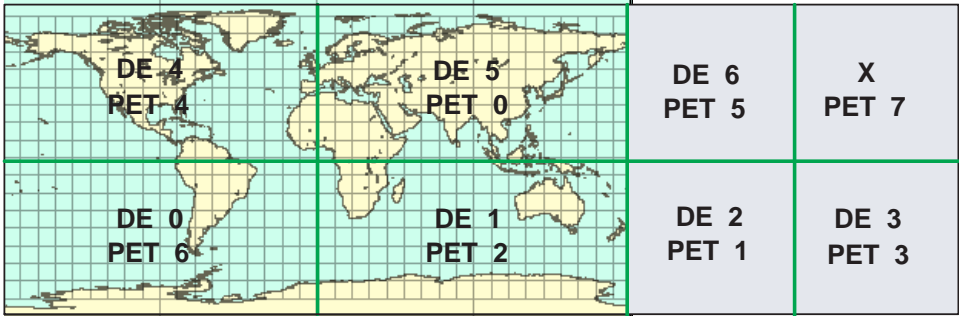 DE 4
PET 4
DE 5
PET 0
DE 6
PET 5
X
PET 7
DE 0
PET 6
DE 1
PET 2
DE 2
PET 1
DE 3
PET 3